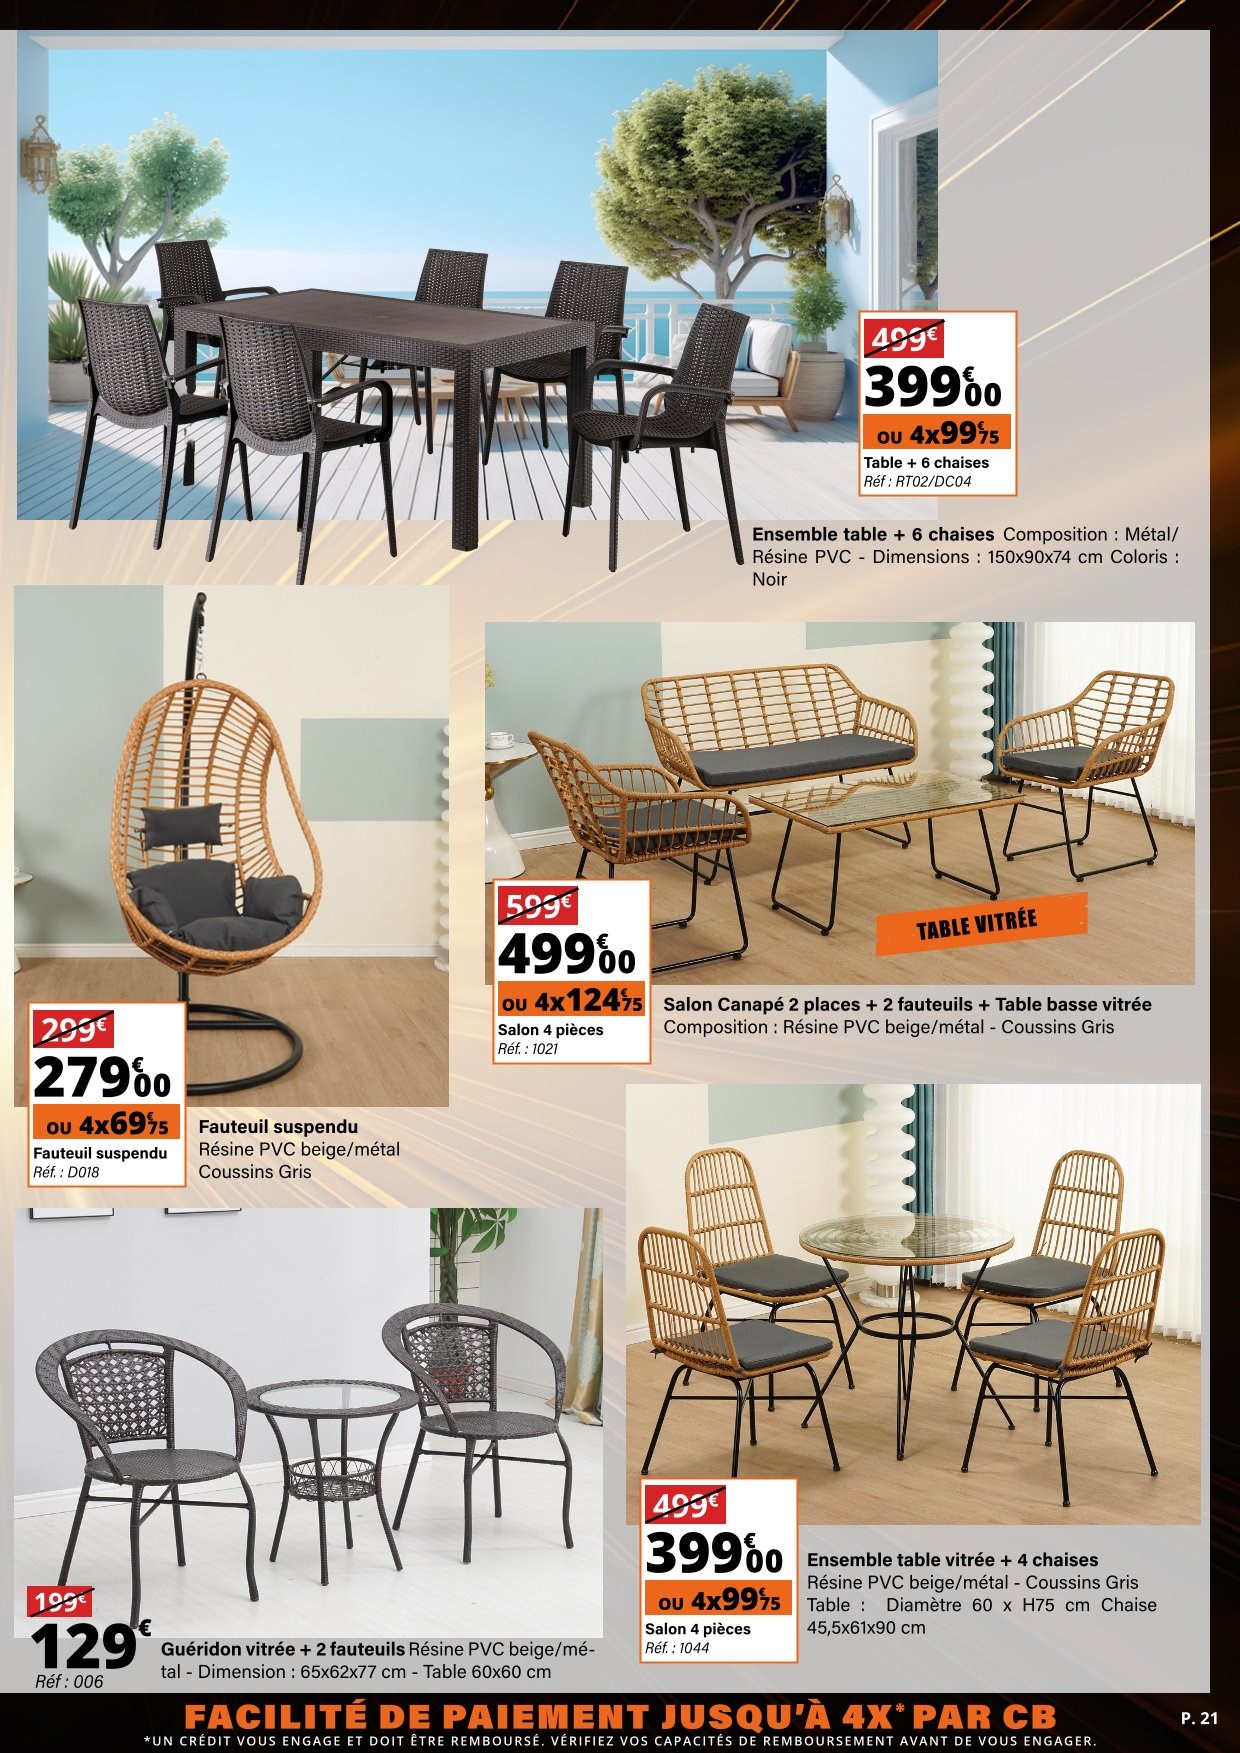 499€
399€00
OU 4x99€75
Table + 6 chaises
Réf : RT02/DC04
Ensemble table + 6 chaises Composition : Métal/
Résine PVC - Dimensions : 150x90x74 cm Coloris :
Noir
TABLE VITRÉE
599€
499€00
OU 4x124€75
Salon 4 pièces
Réf. : 1021
Salon Canapé 2 places + 2 fauteuils + Table basse vitrée
Composition : Résine PVC beige/métal - Coussins Gris
299€
279€00
OU 4x69€75
Fauteuil suspendu
Réf. : D018
Fauteuil suspendu
Résine PVC beige/métal
Coussins Gris
499€
399€00
OU 4x99€75
Salon 4 pièces
Réf. : 1044
Ensemble table vitrée + 4 chaises
Résine PVC beige/métal - Coussins Gris
Table : Diamètre 60 x H75 cm Chaise
45,5x61x90 cm
199€
129€
Réf : 006
Guéridon vitrée + 2 fauteuils Résine PVC beige/mé-
tal - Dimension : 65x62x77 cm - Table 60x60 cm
FACILITÉ DE PAIEMENT JUSQU'À 4X* PAR CB
*UN CRÉDIT VOUS ENGAGE ET DOIT ÊTRE REMBOURSÉ. VÉRIFIEZ VOS CAPACITÉS DE REMBOURSEMENT AVANT DE VOUS ENGAGER.
P. 21